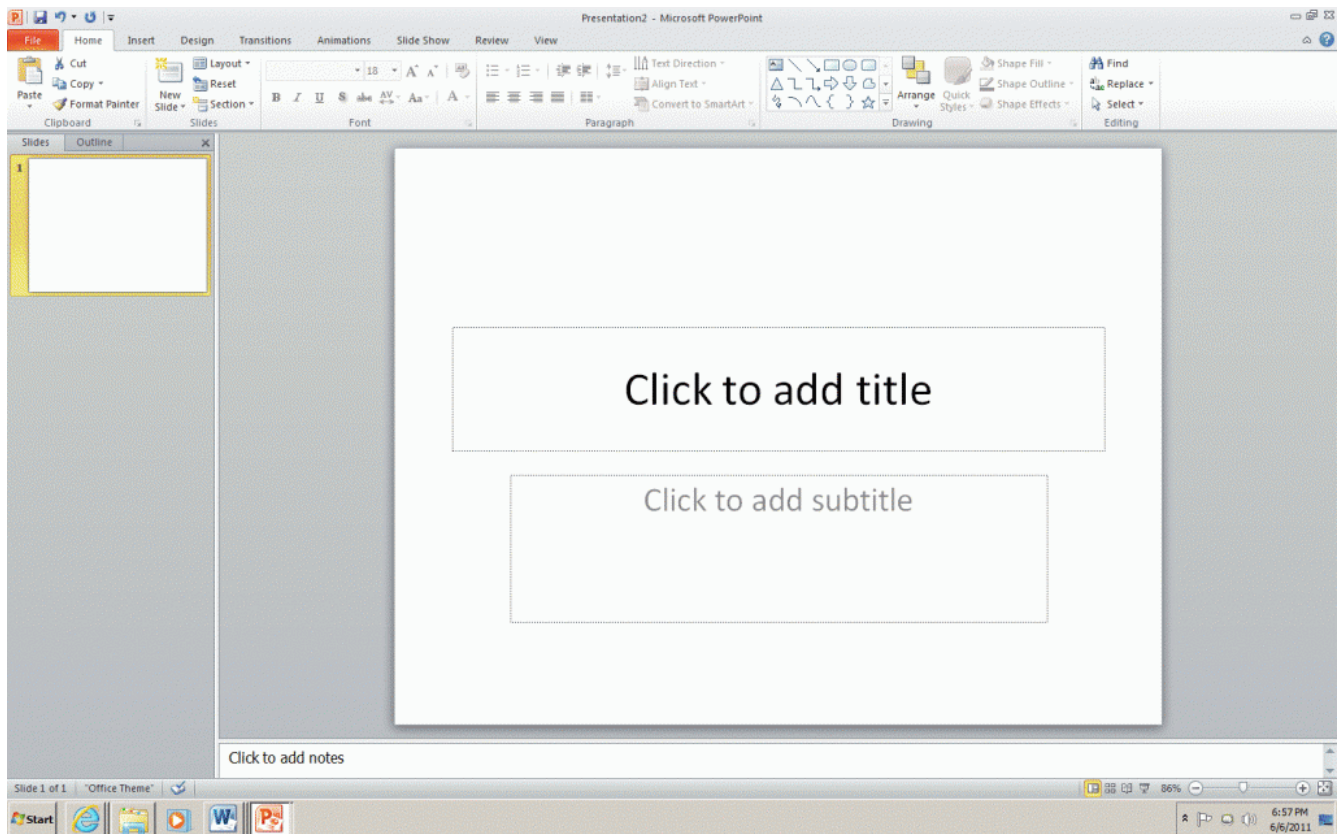 Presentation2 - Microsoft PowerPoint
File Home Insert Design Transitions Animations Slide Show Review View
Paste
Cut
Copy
Format Painter
Clipboard
New Slide
Layout
Reset
Section
Slides
18
B I U S abc AV Aa A
Font
Text Direction
Align Text
Convert to SmartArt
Paragraph
Arrange
Quick Styles
Shape Fill
Shape Outline
Shape Effects
Drawing
Find
Replace
Select
Editing
Slides Outline
1
Click to add title
Click to add subtitle
Click to add notes
Slide 1 of 1 "Office Theme" 86%
Start
6:57 PM
6/6/2011